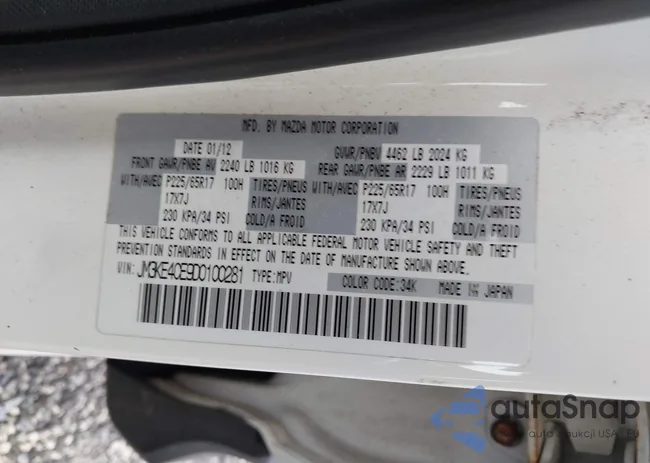 MFD. BY MAZDA MOTOR CORPORATION
DATE 01/12 GVWR/PNBV 4462 LB 2024 KG
FRONT GAWR/PNBE AV 2240 LB 1016 KG REAR GAWR/PNBE AR 2229 LB 1011 KG
WITH/AVEC P225/65R17 100H TIRES/PNEUS WITH/AVEC P225/65R17 100H TIRES/PNEUS
17X7J RIMS/JANTES 17X7J RIMS/JANTES
230 KPA/34 PSI COLD/A FROID 230 KPA/34 PSI COLD/A FROID
THIS VEHICLE CONFORMS TO ALL APPLICABLE FEDERAL MOTOR VEHICLE SAFETY AND THEFT
PREVENTION STANDARDS IN EFFECT ON THE DATE OF MANUFACTURE SHOWN ABOVE.
VIN: JM3KE4CE9D0100281 TYPE:MPV COLOR CODE:34K MADE IN JAPAN
autoSnap
auta z aukcji USA i EU